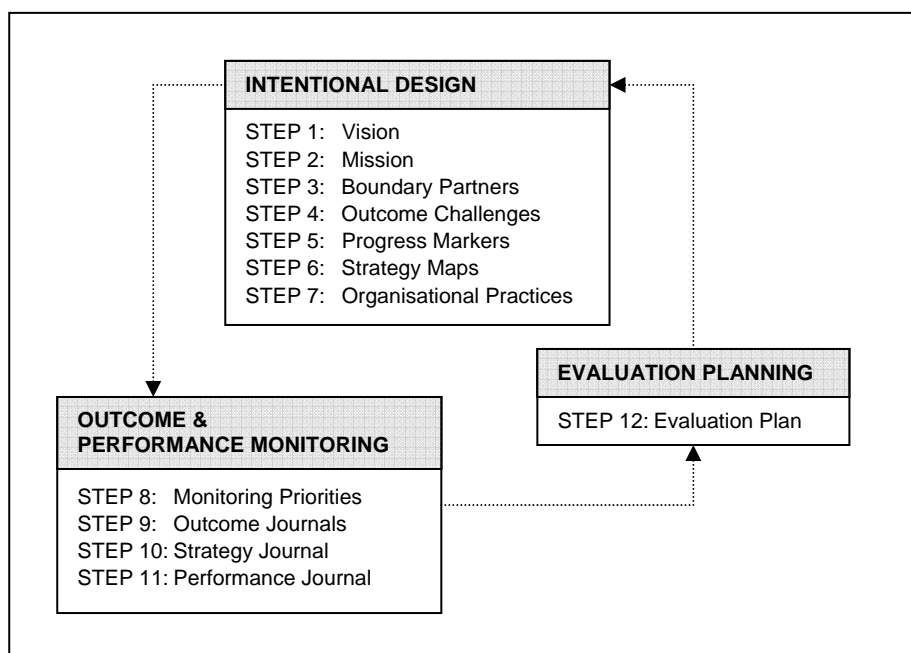 INTENTIONAL DESIGN
STEP 1: Vision
STEP 2: Mission
STEP 3: Boundary Partners
STEP 4: Outcome Challenges
STEP 5: Progress Markers
STEP 6: Strategy Maps
STEP 7: Organisational Practices
OUTCOME &
PERFORMANCE MONITORING
STEP 8: Monitoring Priorities
STEP 9: Outcome Journals
STEP 10: Strategy Journal
STEP 11: Performance Journal
EVALUATION PLANNING
STEP 12: Evaluation Plan